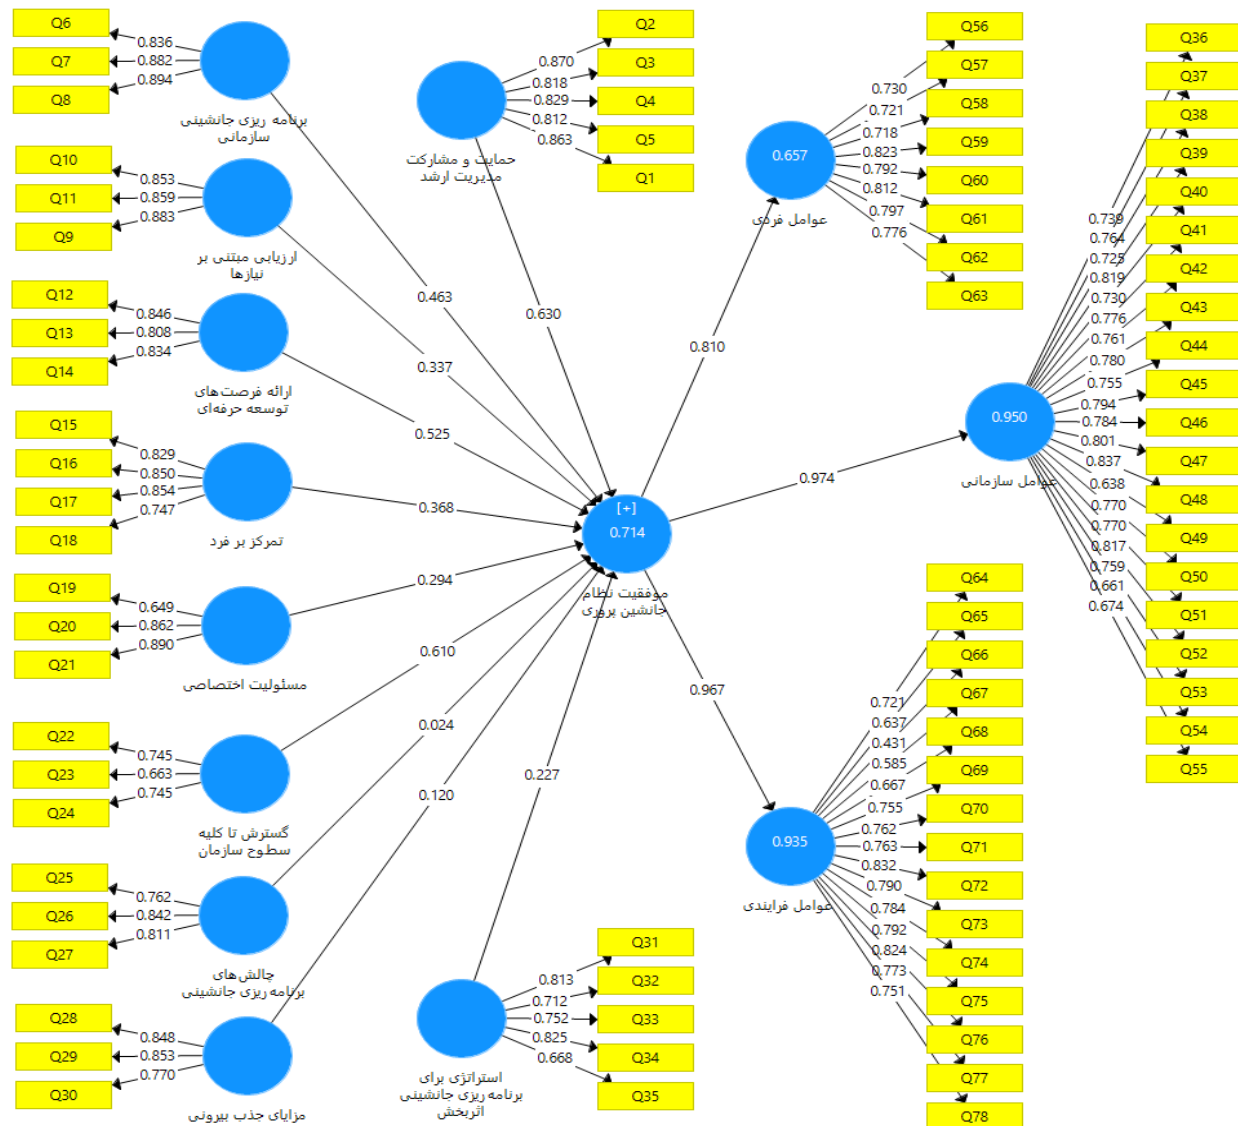 Q6
Q7
Q8
0.836
0.882
0.894
برنامه ریزی جانشینی
سازمانی
Q10
Q11
Q9
0.853
0.859
0.883
ارزیابی مبتنی بر
نیازها
Q12
Q13
Q14
0.846
0.808
0.834
ارائه فرصت‌های
توسعه حرفه‌ای
Q15
Q16
Q17
Q18
0.829
0.850
0.854
0.747
تمرکز بر فرد
Q19
Q20
Q21
0.649
0.862
0.890
مسئولیت اختصاصی
Q22
Q23
Q24
0.745
0.663
0.745
گسترش تا کلیه
سطوح سازمان
Q25
Q26
Q27
0.762
0.842
0.811
چالش‌های
برنامه ریزی جانشینی
Q28
Q29
Q30
0.848
0.853
0.770
مزایای جذب بیرونی
Q2
Q3
Q4
Q5
Q1
0.870
0.818
0.829
0.812
0.863
حمایت و مشارکت
مدیریت ارشد
0.463
0.630
0.337
0.525
0.368
0.294
0.610
0.024
0.120
0.227
[+]
0.714
موفقیت نظام
جانشین پروری
0.810
0.974
0.967
Q31
Q32
Q33
Q34
Q35
0.813
0.712
0.752
0.825
0.668
استراتژی برای
برنامه ریزی جانشینی
اثربخش
Q56
Q57
Q58
Q59
Q60
Q61
Q62
Q63
0.730
0.721
0.718
0.823
0.792
0.812
0.797
0.776
0.657
عوامل فردی
Q36
Q37
Q38
Q39
Q40
Q41
Q42
Q43
Q44
Q45
Q46
Q47
Q48
Q49
Q50
Q51
Q52
Q53
Q54
Q55
0.739
0.764
0.725
0.819
0.730
0.776
0.761
0.780
0.755
0.794
0.784
0.801
0.837
0.638
0.770
0.770
0.817
0.759
0.661
0.674
0.950
عوامل سازمانی
Q64
Q65
Q66
Q67
Q68
Q69
Q70
Q71
Q72
Q73
Q74
Q75
Q76
Q77
Q78
0.721
0.637
0.431
0.585
0.667
0.755
0.762
0.763
0.832
0.790
0.784
0.792
0.824
0.773
0.751
0.935
عوامل فرایندی